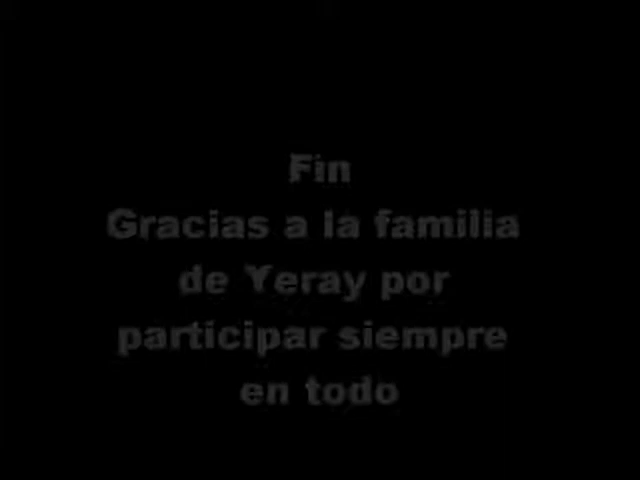 Fin
Gracias a la familia
de Yeray por
participar siempre
en todo